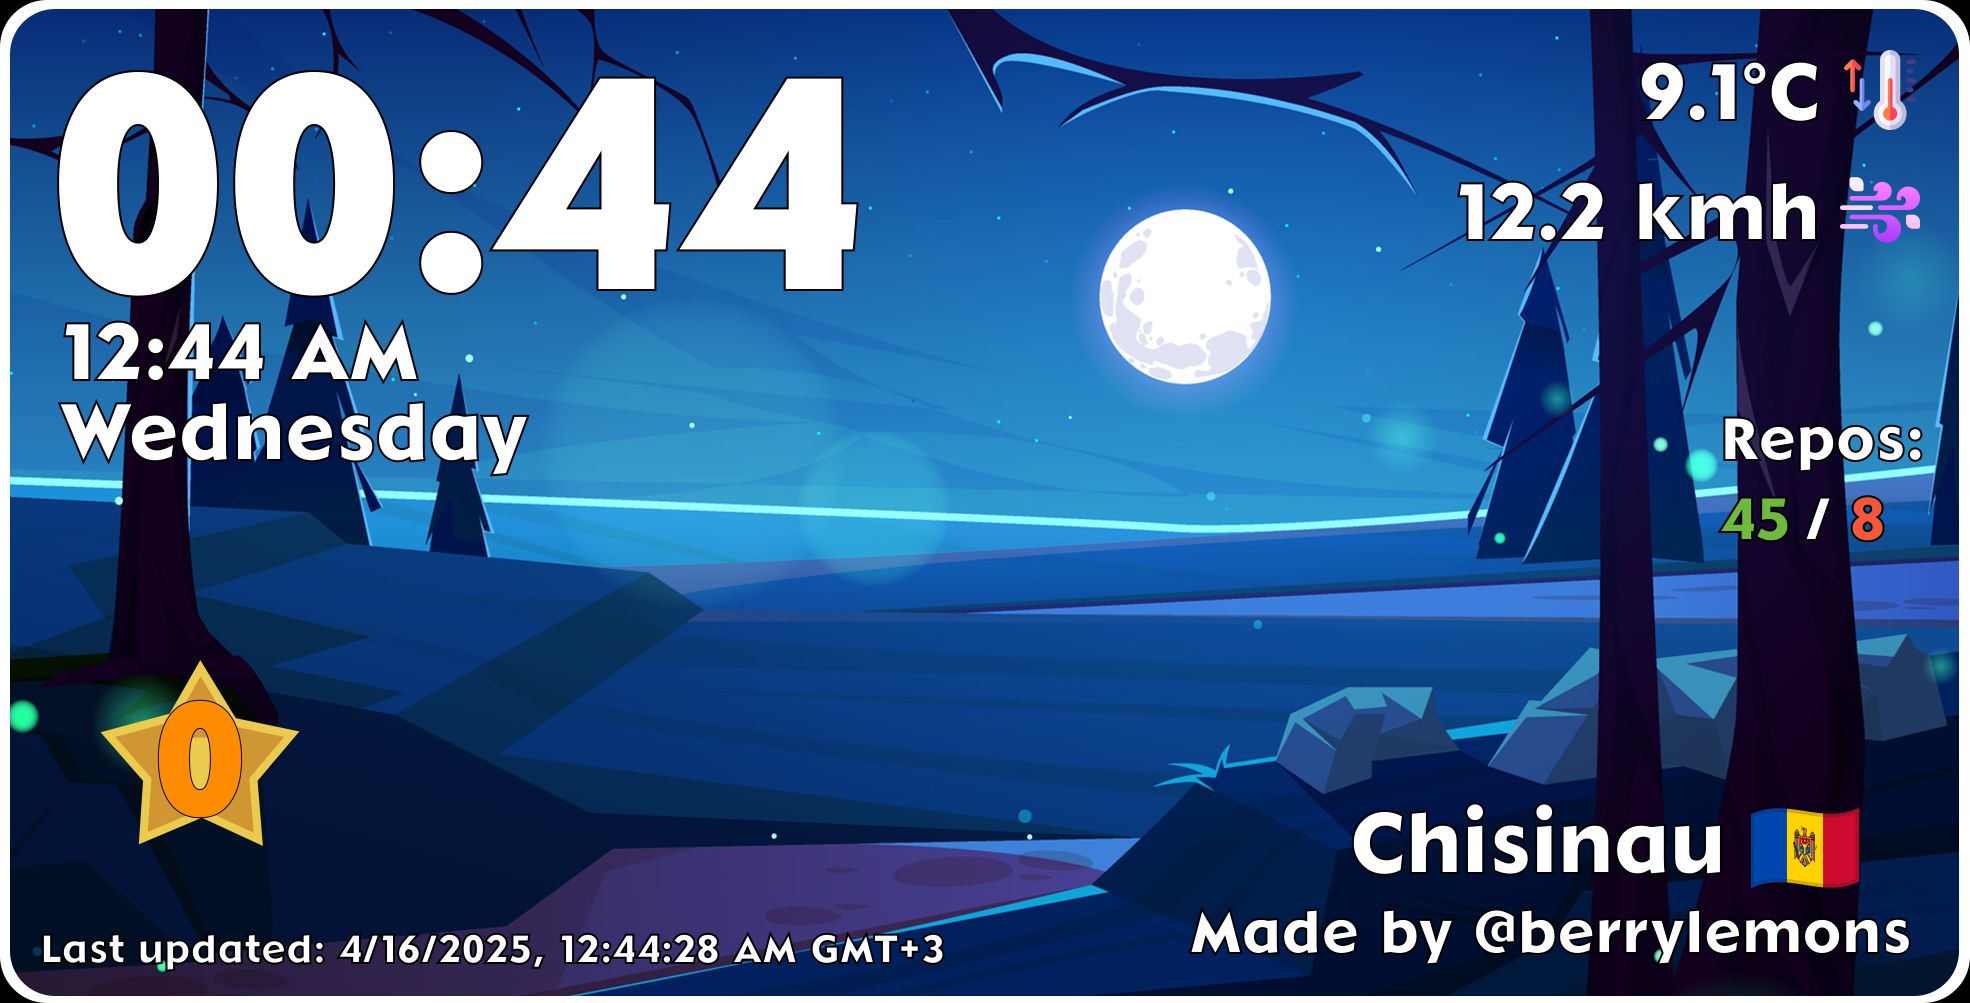 00:44
12:44 AM
Wednesday
9.1°C
12.2 kmh
Repos:
45 / 8
0
Chisinau
Made by @berrylemons
Last updated: 4/16/2025, 12:44:28 AM GMT+3